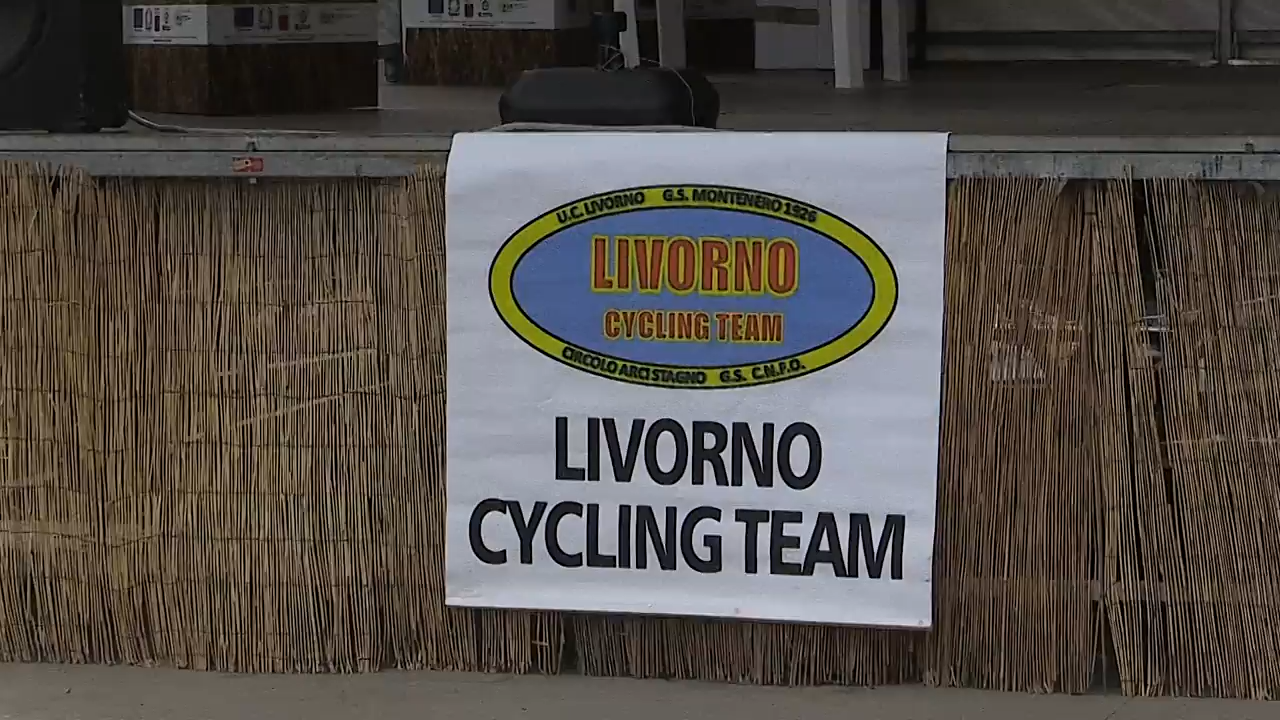 U.C. LIVORNO G.S. MONTENERO 1926
LIVORNO
CYCLING TEAM
CIRCOLO ARCI STAGNO G.S. C.N.F.O.
LIVORNO
CYCLING TEAM